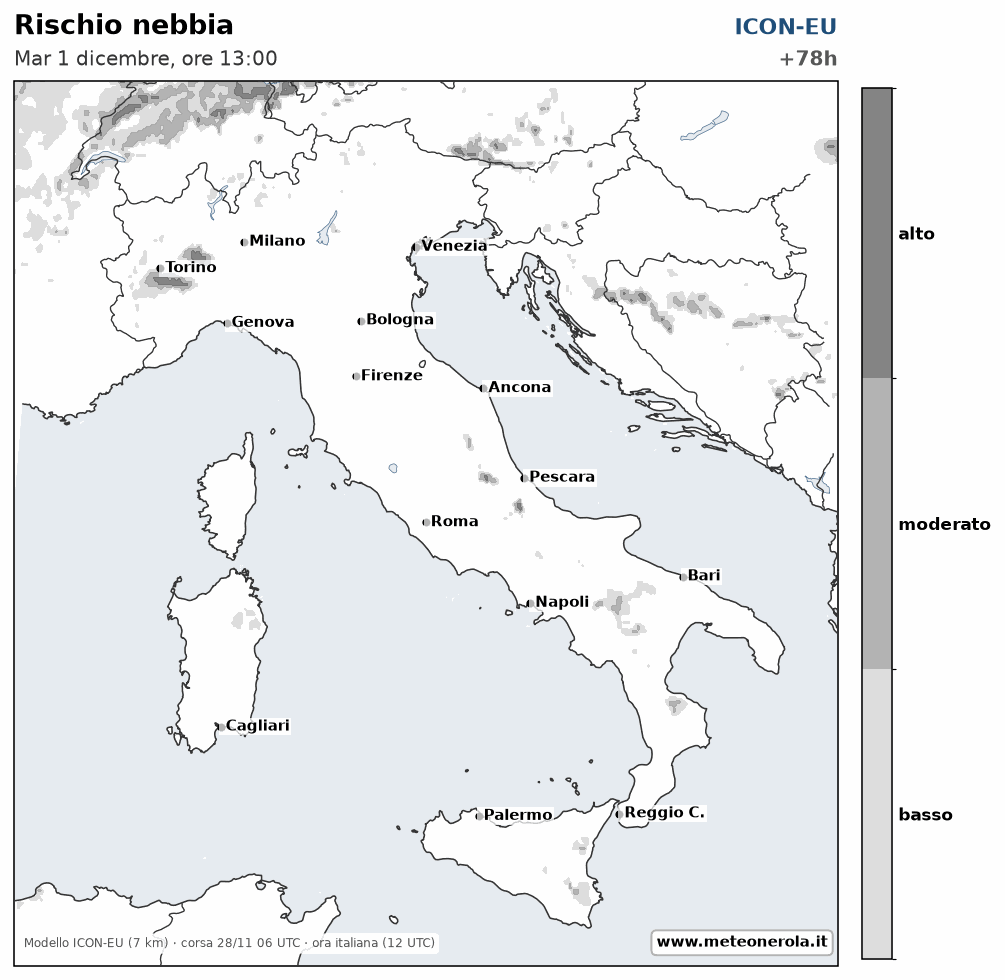 Rischio nebbia
ICON-EU
Mar 1 dicembre, ore 13:00
+78h
Milano
Venezia
Torino
Genova
Bologna
Firenze
Ancona
Pescara
Roma
Bari
Napoli
Cagliari
Palermo
Reggio C.
alto
moderato
basso
Modello ICON-EU (7 km) · corsa 28/11 06 UTC · ora italiana (12 UTC)
www.meteonerola.it